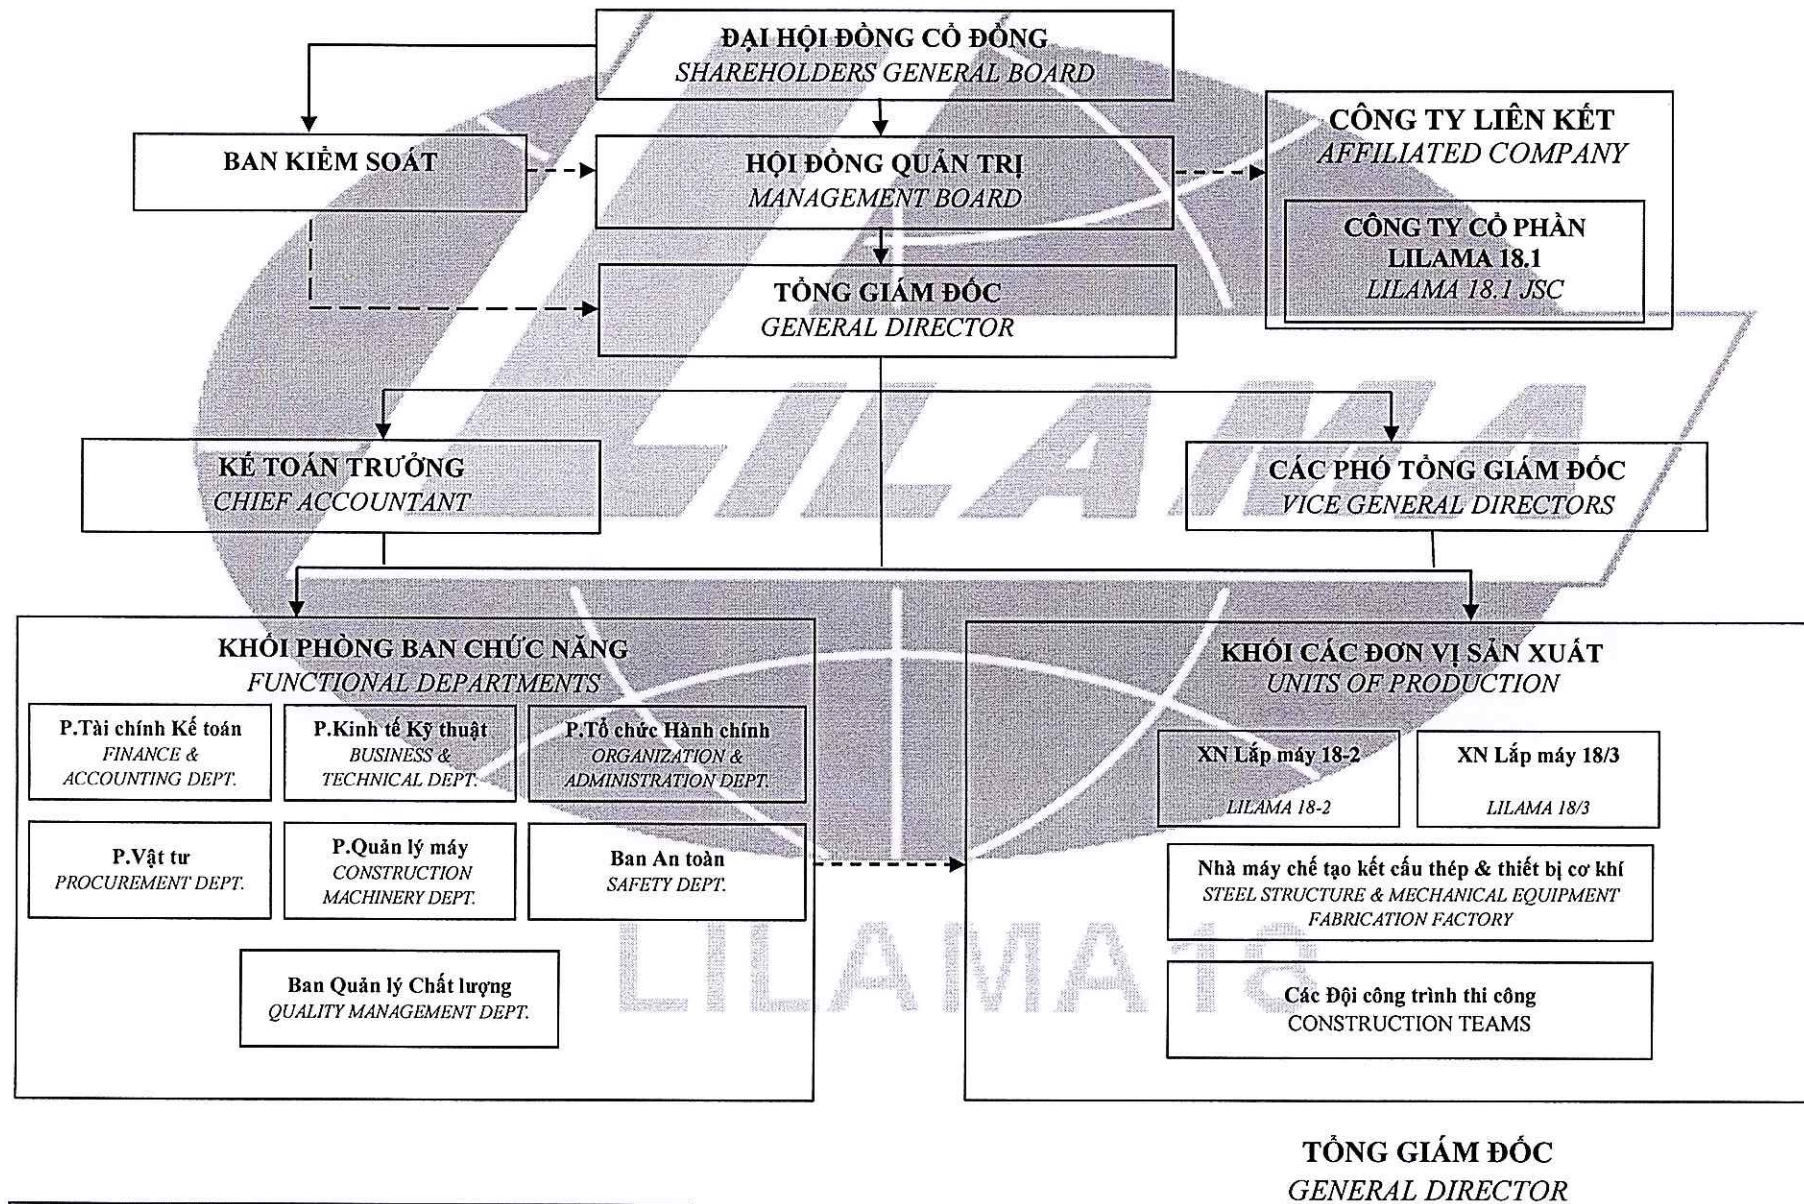 ĐẠI HỘI ĐỒNG CỔ ĐỒNG
SHAREHOLDERS GENERAL BOARD
BAN KIỂM SOÁT
HỘI ĐỒNG QUẢN TRỊ
MANAGEMENT BOARD
CÔNG TY LIÊN KẾT
AFFILIATED COMPANY
CÔNG TY CỔ PHẦN
LILAMA 18.1
LILAMA 18.1 JSC
TỔNG GIÁM ĐỐC
GENERAL DIRECTOR
LILAMA
KẾ TOÁN TRƯỞNG
CHIEF ACCOUNTANT
CÁC PHÓ TỔNG GIÁM ĐỐC
VICE GENERAL DIRECTORS
KHỐI PHÒNG BAN CHỨC NĂNG
FUNCTIONAL DEPARTMENTS
P.Tài chính Kế toán
FINANCE &
ACCOUNTING DEPT.
P.Kinh tế Kỹ thuật
BUSINESS &
TECHNICAL DEPT.
P.Tổ chức Hành chính
ORGANIZATION &
ADMINISTRATION DEPT.
P.Vật tư
PROCUREMENT DEPT.
P.Quản lý máy
CONSTRUCTION
MACHINERY DEPT.
Ban An toàn
SAFETY DEPT.
Ban Quản lý Chất lượng
QUALITY MANAGEMENT DEPT.
KHỐI CÁC ĐƠN VỊ SẢN XUẤT
UNITS OF PRODUCTION
XN Lắp máy 18-2
LILAMA 18-2
XN Lắp máy 18/3
LILAMA 18/3
Nhà máy chế tạo kết cấu thép & thiết bị cơ khí
STEEL STRUCTURE & MECHANICAL EQUIPMENT
FABRICATION FACTORY
Các Đội công trình thi công
CONSTRUCTION TEAMS
LILAMA 18
TỔNG GIÁM ĐỐC
GENERAL DIRECTOR